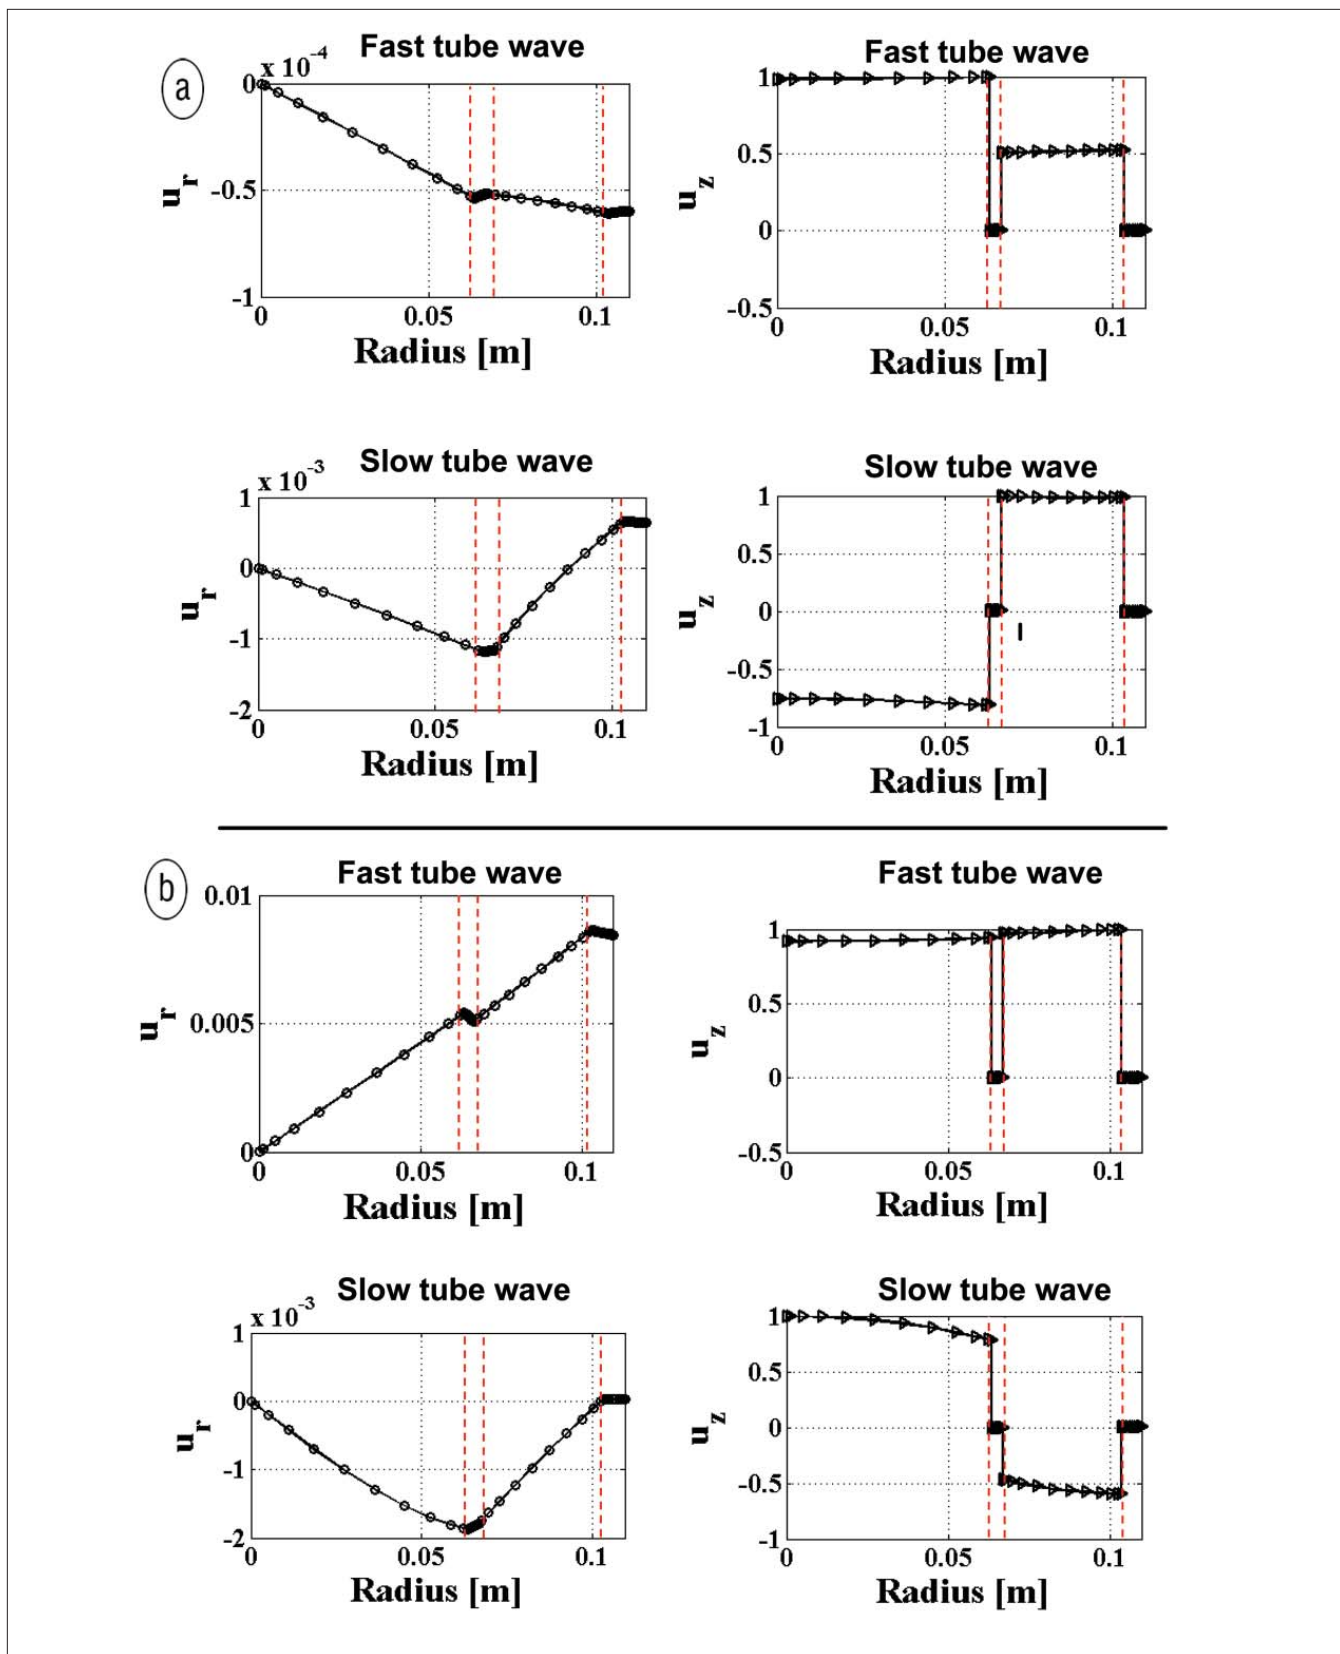 a
Fast tube wave
x 10^-4
0
-0.5
-1
u_r
0 0.05 0.1
Radius [m]
Fast tube wave
1
0.5
0
-0.5
u_z
0 0.05 0.1
Radius [m]
Slow tube wave
x 10^-3
1
0
-1
-2
u_r
0 0.05 0.1
Radius [m]
Slow tube wave
1
0.5
0
-0.5
-1
u_z
0 0.05 0.1
Radius [m]
b
Fast tube wave
0.01
0.005
0
u_r
0 0.05 0.1
Radius [m]
Fast tube wave
1
0.5
0
-0.5
u_z
0 0.05 0.1
Radius [m]
Slow tube wave
x 10^-3
1
0
-1
-2
u_r
0 0.05 0.1
Radius [m]
Slow tube wave
1
0.5
0
-0.5
-1
u_z
0 0.05 0.1
Radius [m]